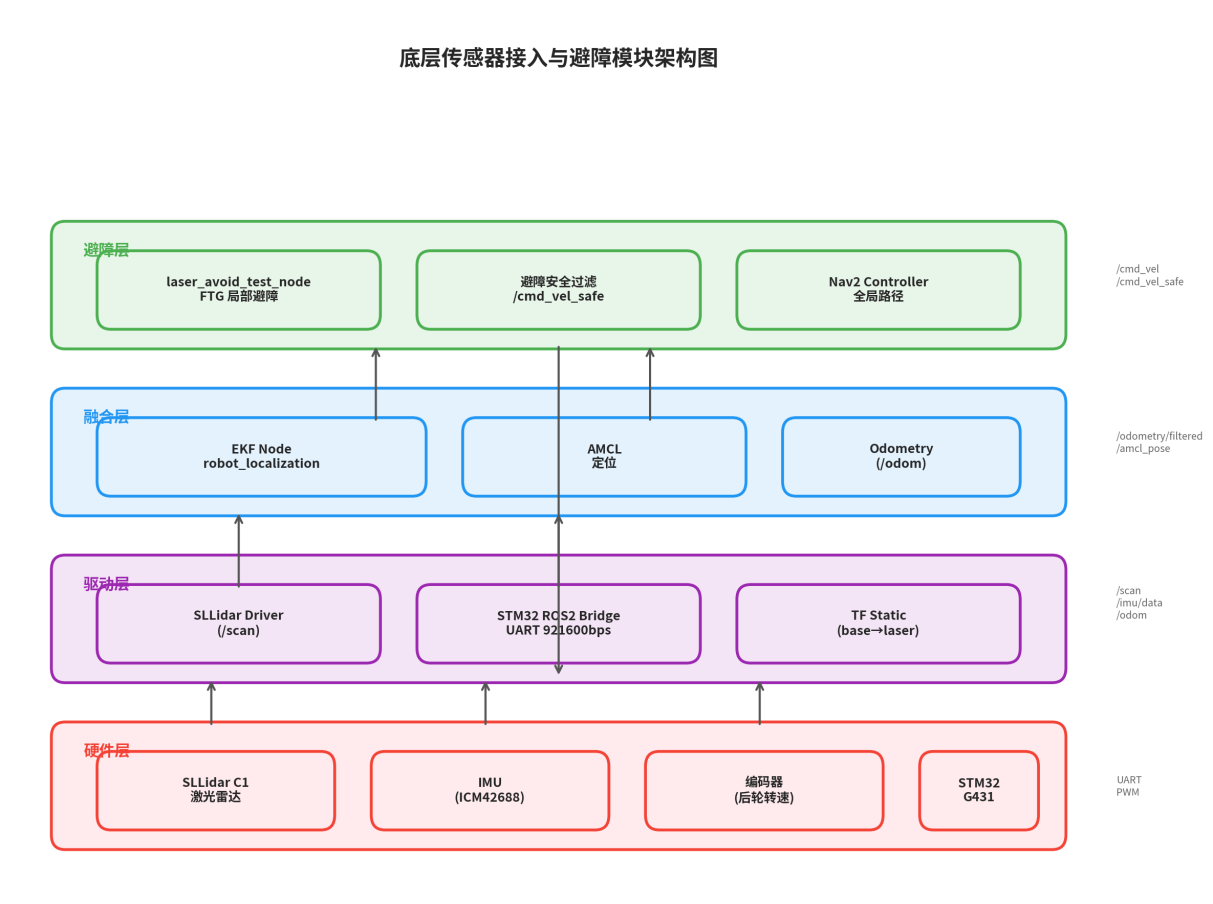 底层传感器接入与避障模块架构图
避障层
laser_avoid_test_node
FTG 局部避障
避障安全过滤
/cmd_vel_safe
Nav2 Controller
全局路径
/cmd_vel
/cmd_vel_safe
融合层
EKF Node
robot_localization
AMCL
定位
Odometry
(/odom)
/odometry/filtered
/amcl_pose
驱动层
SLLidar Driver
(/scan)
STM32 ROS2 Bridge
UART 921600bps
TF Static
(base→laser)
/scan
/imu/data
/odom
硬件层
SLLidar C1
激光雷达
IMU
(ICM42688)
编码器
(后轮转速)
STM32
G431
UART
PWM